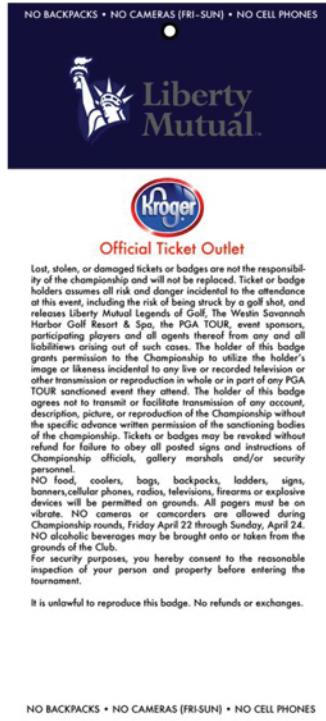 NO BACKPACKS • NO CAMERAS (FRI–SUN) • NO CELL PHONES
Liberty
Mutual™
Kroger
Official Ticket Outlet
Lost, stolen, or damaged tickets or badges are not the responsibil-
ity of the championship and will not be replaced. Ticket or badge
holders assumes all risk and danger incidental to the attendance
at this event, including the risk of being struck by a golf shot, and
releases Liberty Mutual Legends of Golf, The Westin Savannah
Harbor Golf Resort & Spa, the PGA TOUR, event sponsors,
participating players and all agents thereof from any and all
liabilitiews arising out of such cases. The holder of this badge
grants permission to the Championship to utilize the holder's
image or likeness incidental to any live or recorded television or
other transmission or reproduction in whole or in part of any PGA
TOUR sanctioned event they attend. The holder of this badge
agrees not to transmit or facilitate transmission of any account,
description, picture, or reproduction of the Championship without
the specific advance written permission of the sanctioning bodies
of the championship. Tickets or badges may be revoked without
refund for failure to obey all posted signs and instructions of
Championship officials, gallery marshals and/or security
personnel.
NO food, coolers, bags, backpacks, ladders, signs,
banners,cellular phones, radios, televisions, firearms or explosive
devices will be permitted on grounds. All pagers must be on
vibrate. NO cameras or camcorders are allowed during
Championship rounds, Friday April 22 through Sunday, April 24.
NO alcoholic beverages may be brought onto or taken from the
grounds of the Club.
For security purposes, you hereby consent to the reasonable
inspection of your person and property before entering the
tournament.
It is unlawful to reproduce this badge. No refunds or exchanges.
NO BACKPACKS • NO CAMERAS (FRI-SUN) • NO CELL PHONES